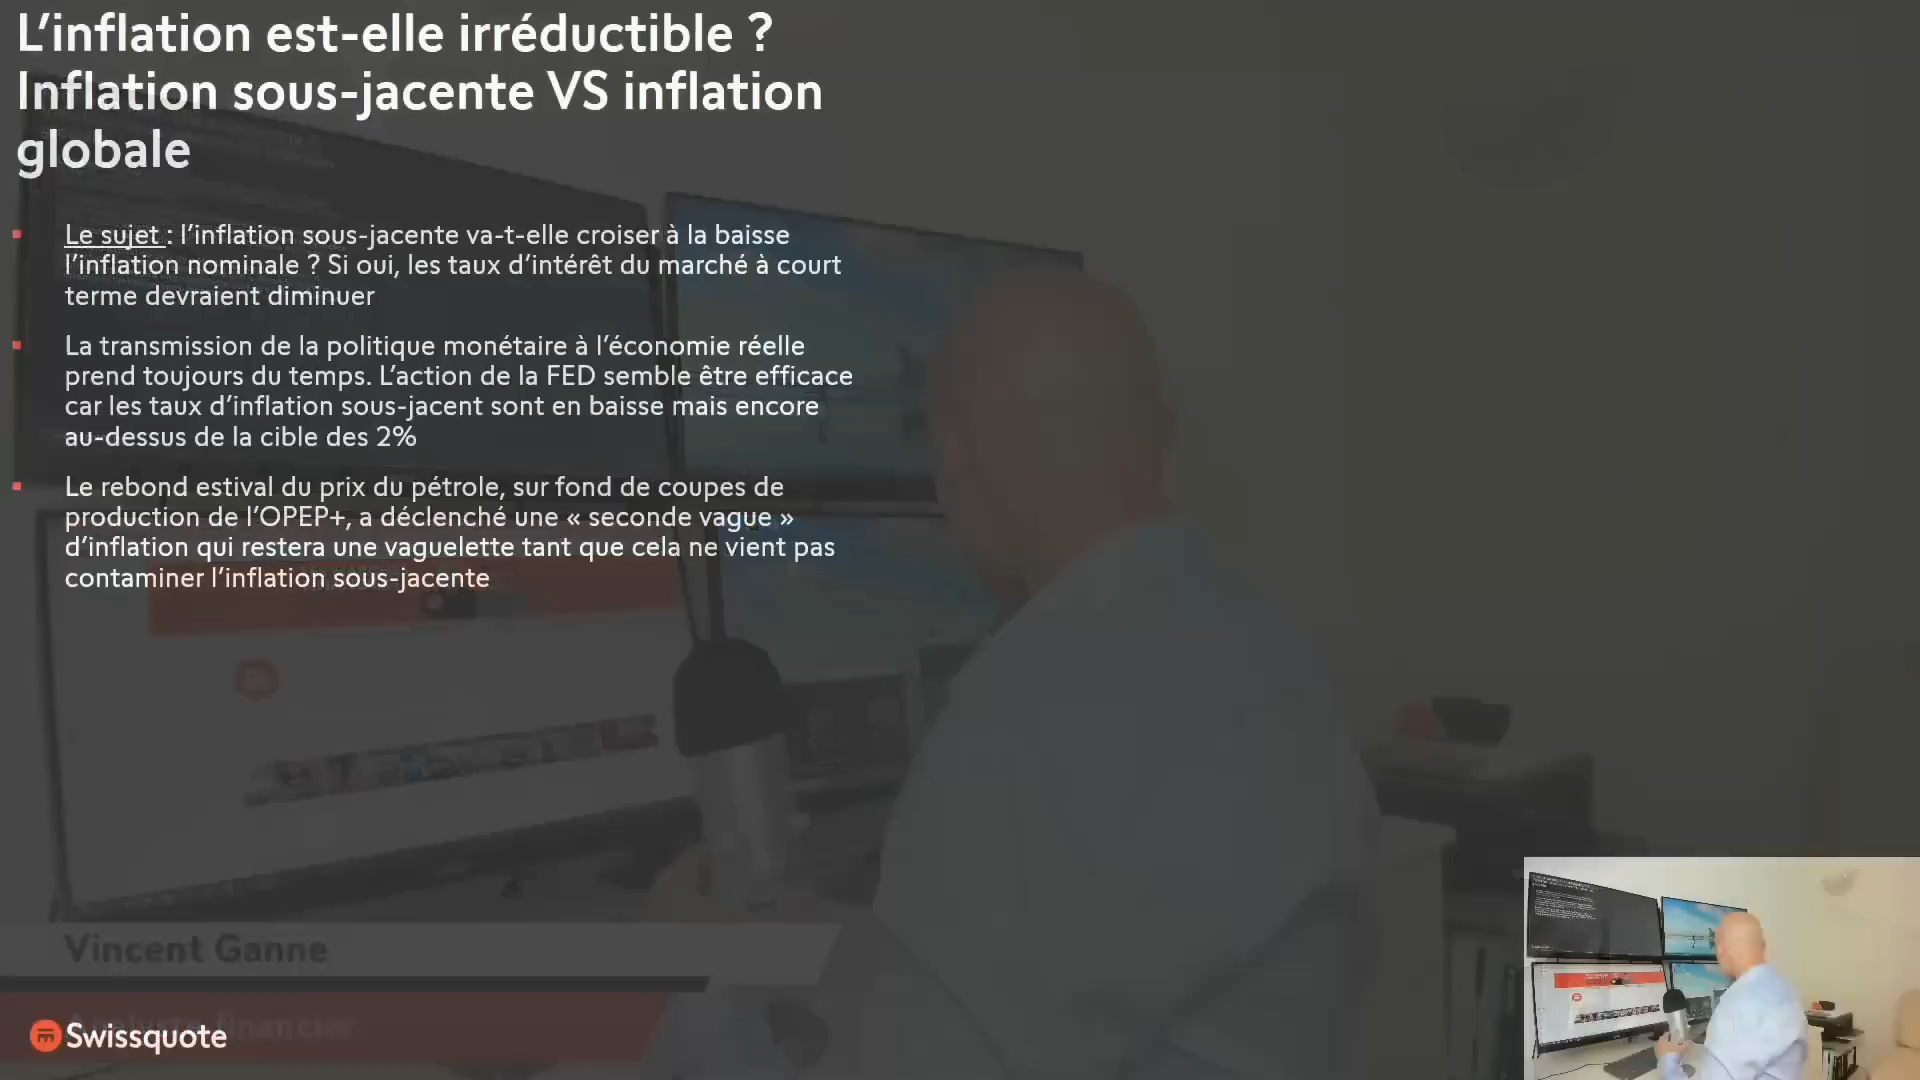 L’inflation est-elle irréductible ?
Inflation sous-jacente VS inflation
globale
Le sujet : l’inflation sous-jacente va-t-elle croiser à la baisse
l’inflation nominale ? Si oui, les taux d’intérêt du marché à court
terme devraient diminuer
La transmission de la politique monétaire à l’économie réelle
prend toujours du temps. L’action de la FED semble être efficace
car les taux d’inflation sous-jacent sont en baisse mais encore
au-dessus de la cible des 2%
Le rebond estival du prix du pétrole, sur fond de coupes de
production de l’OPEP+, a déclenché une « seconde vague »
d’inflation qui restera une vaguelette tant que cela ne vient pas
contaminer l’inflation sous-jacente
Vincent Ganne
Analyste financier
Swissquote